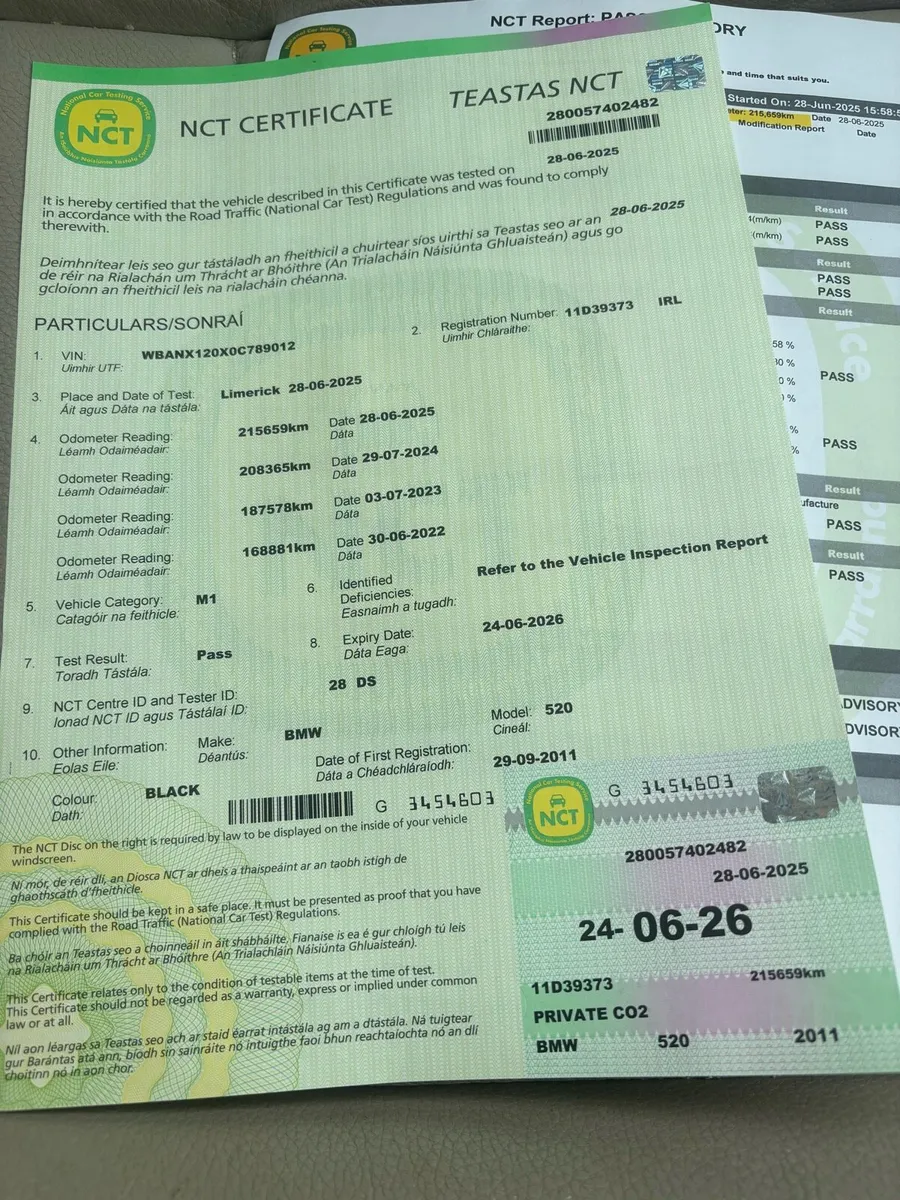 NCT Report: PASS
ORY
and time that suits you.
Started On: 28-Jun-2025 15:58:5
215,659km Date 28-06-2025
Modification Report Date
Result
(m/km) PASS
(m/km) PASS
Result
PASS
PASS
Result
58 %
PASS
%
%
PASS
%
Result
PASS
Result
PASS
DVISORY
DVISORY
National Car Testing Service
NCT
NCT CERTIFICATE
TEASTAS NCT
280057402482
28-06-2025
It is hereby certified that the vehicle described in this Certificate was tested on
in accordance with the Road Traffic (National Car Test) Regulations and was found to comply
therewith.
28-06-2025
Deimhnítear leis seo gur tástáladh an fheithicil a chuirtear síos uirthi sa Teastas seo ar an
de réir na Rialachán um Thrácht ar Bhóithre (An Trialacháin Náisiúnta Ghluaisteán) agus go
gcloíonn an fheithicil leis na rialacháin chéanna.
PARTICULARS/SONRAÍ
1. VIN: WBANX120X0C789012
Uimhir UTF:
2. Registration Number: 11D39373 IRL
Uimhir Chláraithe:
3. Place and Date of Test: Limerick 28-06-2025
Áit agus Dáta na tástála:
4. Odometer Reading: 215659km Date 28-06-2025
Léamh Odaiméadair: Dáta
Odometer Reading: 208365km Date 29-07-2024
Léamh Odaiméadair: Dáta
Odometer Reading: 187578km Date 03-07-2023
Léamh Odaiméadair: Dáta
Odometer Reading: 168881km Date 30-06-2022
Léamh Odaiméadair: Dáta
5. Vehicle Category: M1
Catagóir na feithicle:
6. Identified Refer to the Vehicle Inspection Report
Deficiencies:
Easnaimh a tugadh:
7. Test Result: Pass
Toradh Tástála:
8. Expiry Date: 24-06-2026
Dáta Eaga:
9. NCT Centre ID and Tester ID: 28 DS
Ionad NCT ID agus Tástálaí ID:
10. Other Information: Make: BMW
Eolas Eile: Déantús:
Model: 520
Cineál:
Date of First Registration: 29-09-2011
Dáta a Chéadchláraíodh:
Colour: BLACK
Dath:
G 3454603
The NCT Disc on the right is required by law to be displayed on the inside of your vehicle
windscreen.
Ní mór, de réir dlí, an Diosca NCT ar dheis a thaispeáint ar an taobh istigh de
ghaothscáth d'fheithicle.
This Certificate should be kept in a safe place. It must be presented as proof that you have
complied with the Road Traffic (National Car Test) Regulations.
Ba chóir an Teastas seo a choinneáil in áit shábháilte. Fianaise is ea é gur chloígh tú leis
na Rialacháin um Thrácht ar Bhóithre (An Trialacháin Náisiúnta Ghluaisteán).
This Certificate relates only to the condition of testable items at the time of test.
This Certificate should not be regarded as a warranty, express or implied under common
law or at all.
Níl aon léargas sa Teastas seo ach ar staid éarrat intástála ag am a dtástála. Ná tuigtear
gur Barántas atá ann, bíodh sin sainráite nó intuigthe faoi bhun reachtaíochta nó an dlí
choitinn nó in aon chor.
NCT
G 3454603
280057402482
28-06-2025
24- 06-26
11D39373 215659km
PRIVATE CO2
BMW 520 2011